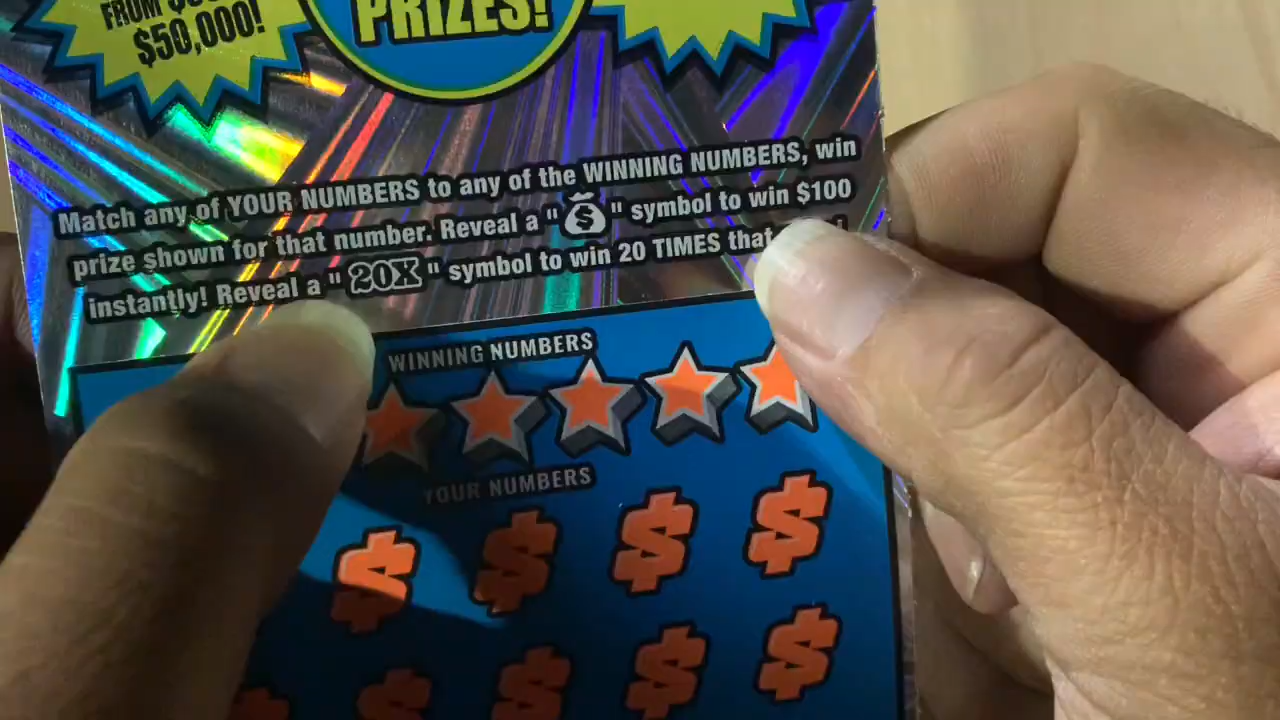 FROM
$50,000!
PRIZES!
Match any of YOUR NUMBERS to any of the WINNING NUMBERS, win
prize shown for that number. Reveal a " $ " symbol to win $100
instantly! Reveal a " 20X " symbol to win 20 TIMES that
WINNING NUMBERS
YOUR NUMBERS
$ $ $ $
$ $ $ $ $